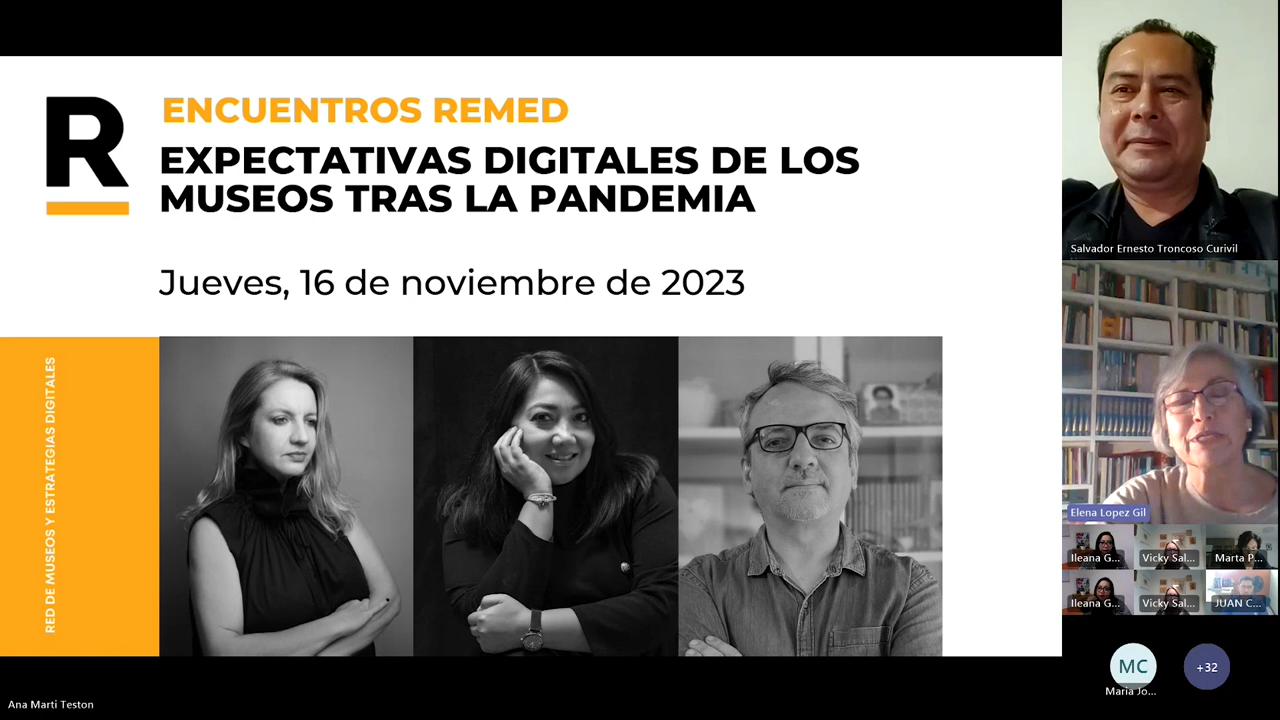 R
ENCUENTROS REMED
EXPECTATIVAS DIGITALES DE LOS
MUSEOS TRAS LA PANDEMIA
Jueves, 16 de noviembre de 2023
RED DE MUSEOS Y ESTRATEGIAS DIGITALES
Ana Marti Teston
Salvador Ernesto Troncoso Curivil
Elena Lopez Gil
Ileana G...
Vicky Sal...
Marta P...
Ileana G...
Vicky Sal...
JUAN C...
MC
+32
Maria Jo...